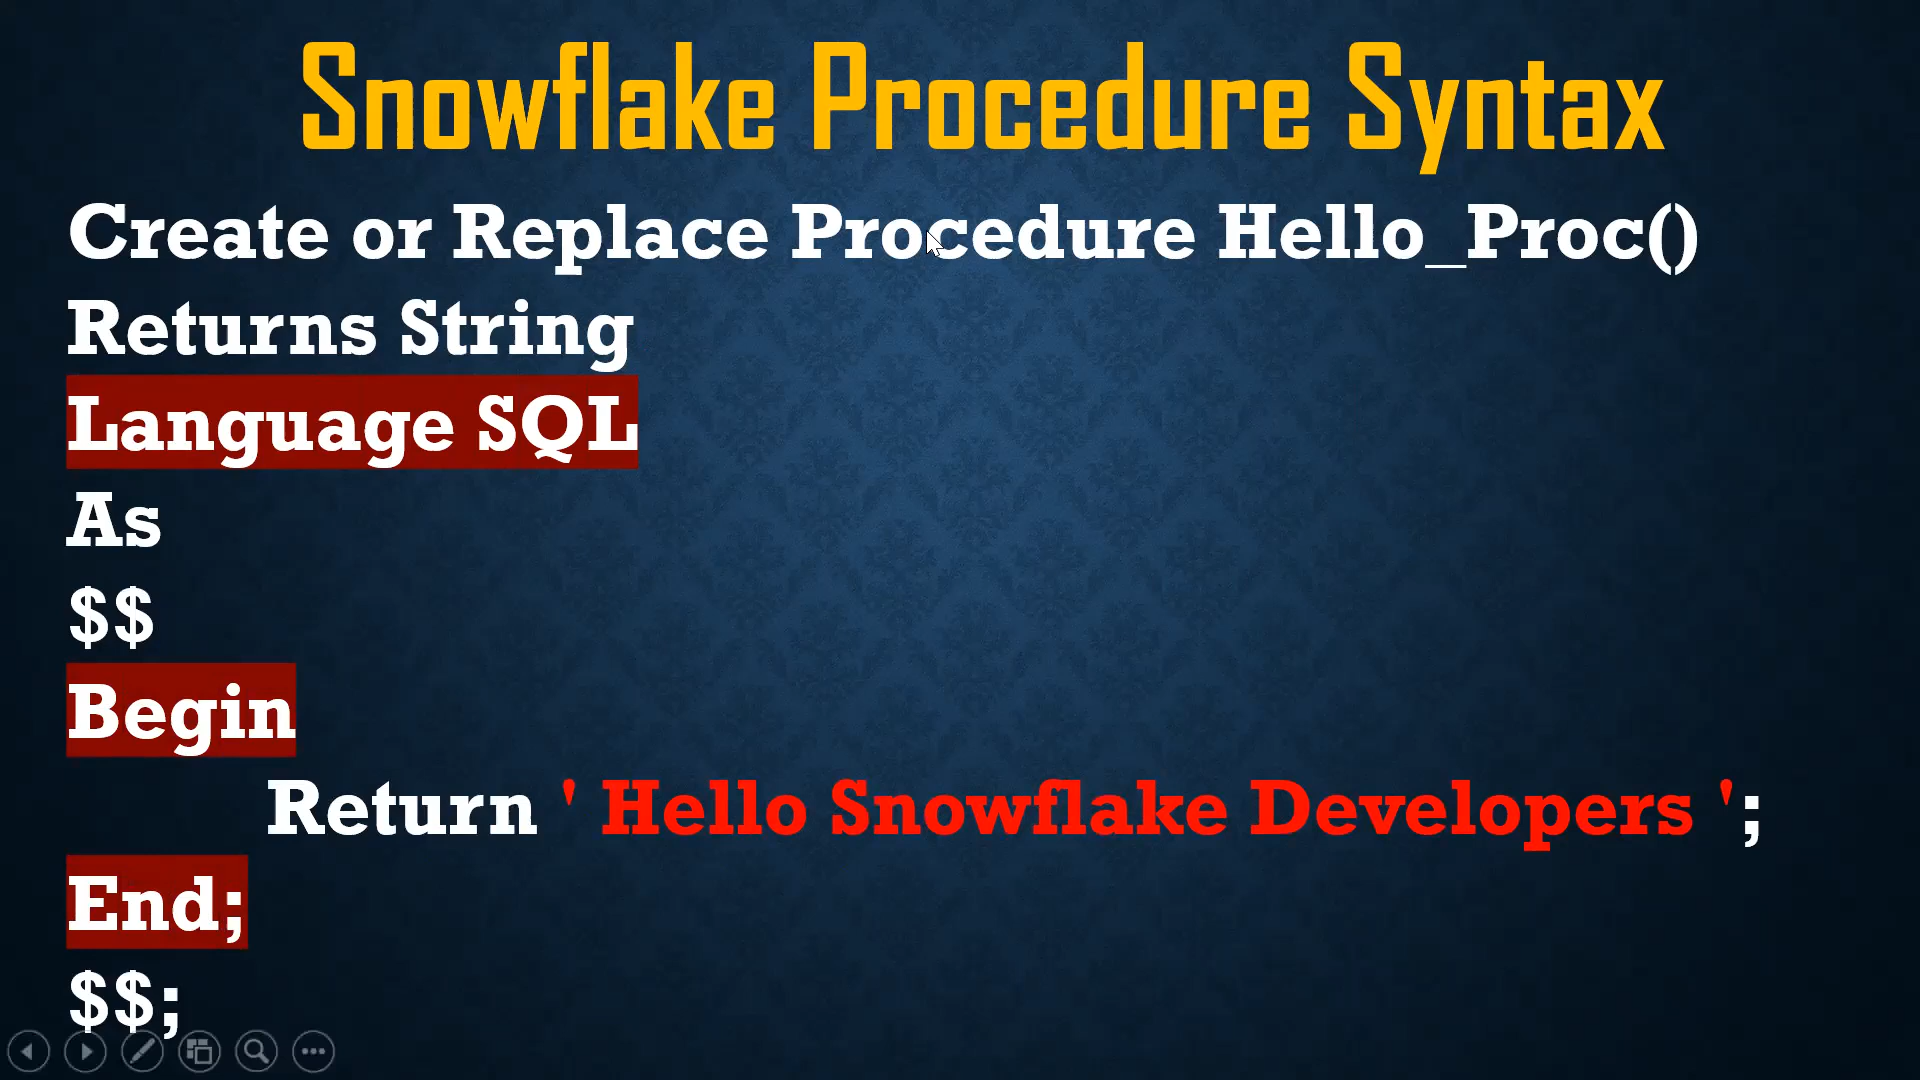 Snowflake Procedure Syntax
Create or Replace Procedure Hello_Proc()
Returns String
Language SQL
As
$$
Begin
Return ' Hello Snowflake Developers ';
End;
$$;